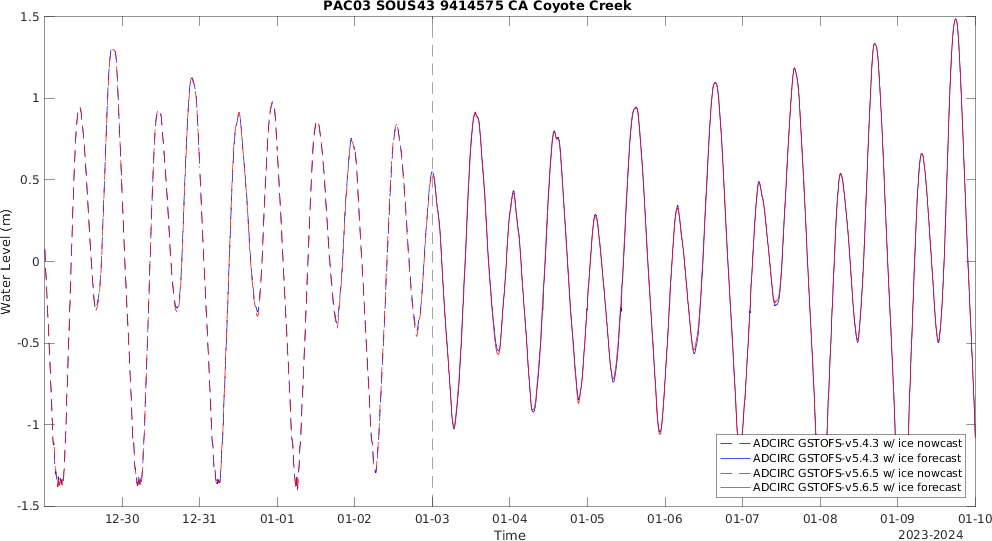 PAC03 SOUS43 9414575 CA Coyote Creek
Water Level (m)
1.5
1
0.5
0
-0.5
-1
-1.5
ADCIRC GSTOFS-v5.4.3 w/ ice nowcast
ADCIRC GSTOFS-v5.4.3 w/ ice forecast
ADCIRC GSTOFS-v5.6.5 w/ ice nowcast
ADCIRC GSTOFS-v5.6.5 w/ ice forecast
12-30 12-31 01-01 01-02 01-03 01-04 01-05 01-06 01-07 01-08 01-09 01-10
Time
2023-2024